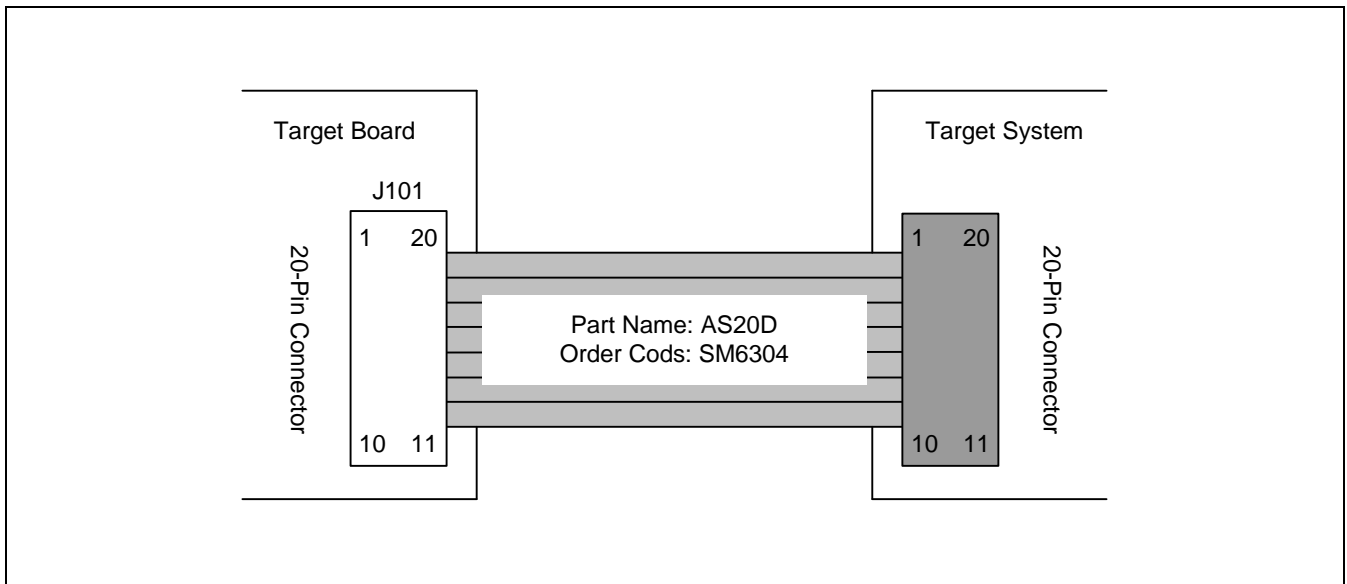 Target Board
Target System
J101
1 20
1 20
20-Pin Connector
20-Pin Connector
Part Name: AS20D
Order Cods: SM6304
10 11
10 11